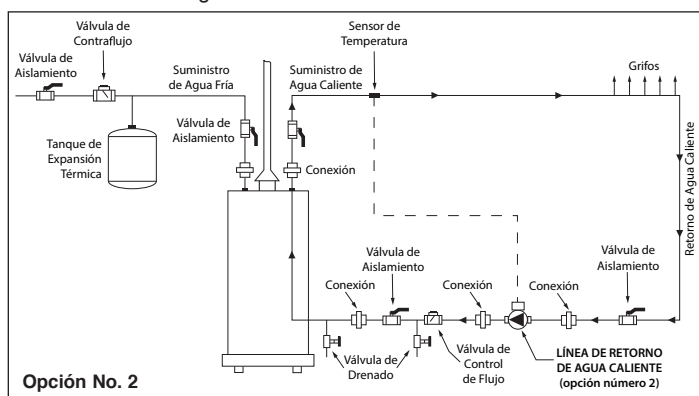 Válvula de
Contraflujo
Válvula de
Aislamiento
Tanque de
Expansión
Térmica
Suministro
de Agua Fría
Válvula de
Aislamiento
Suministro de
Agua Caliente
Conexión
Sensor de
Temperatura
Grifos
Retorno de Agua Caliente
Válvula de
Aislamiento
Conexión
Conexión
Válvula de
Aislamiento
Conexión
Válvula de
Drenado
Válvula de
Control
de Flujo
LÍNEA DE RETORNO
DE AGUA CALIENTE
(opción número 2)
Opción No. 2